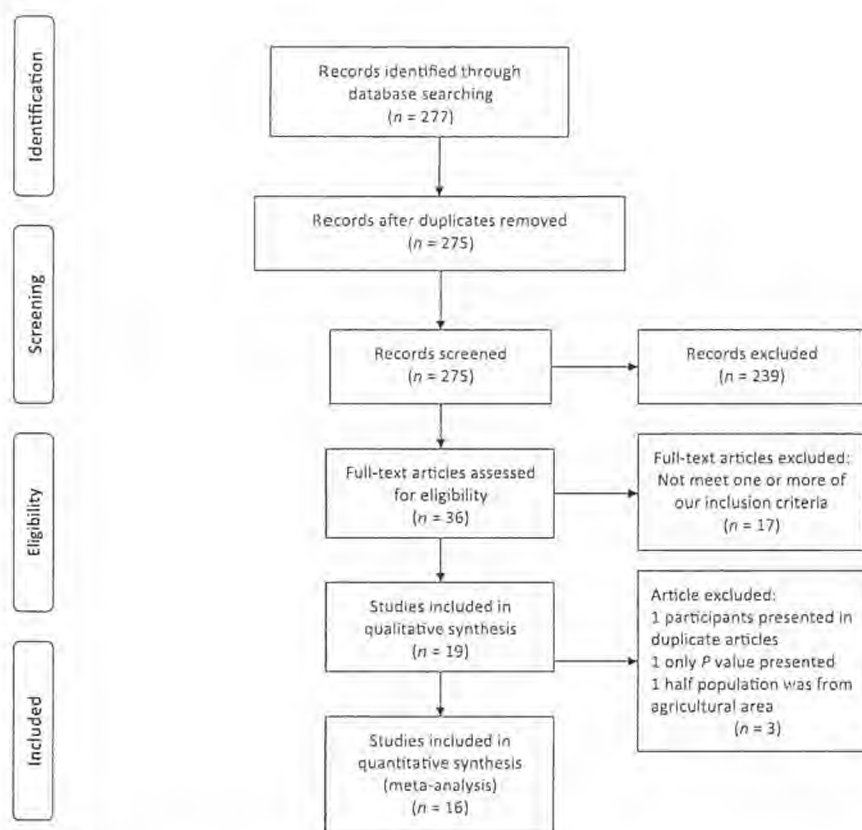 Identification
Records identified through
database searching
(n = 277)
Records after duplicates removed
(n = 275)
Screening
Records screened
(n = 275)
Records excluded
(n = 239)
Eligibility
Full-text articles assessed
for eligibility
(n = 36)
Full-text articles excluded:
Not meet one or more of
our inclusion criteria
(n = 17)
Studies included in
qualitative synthesis
(n = 19)
Article excluded:
1 participants presented in
duplicate articles
1 only P value presented
1 half population was from
agricultural area
(n = 3)
Included
Studies included in
quantitative synthesis
(meta-analysis)
(n = 16)